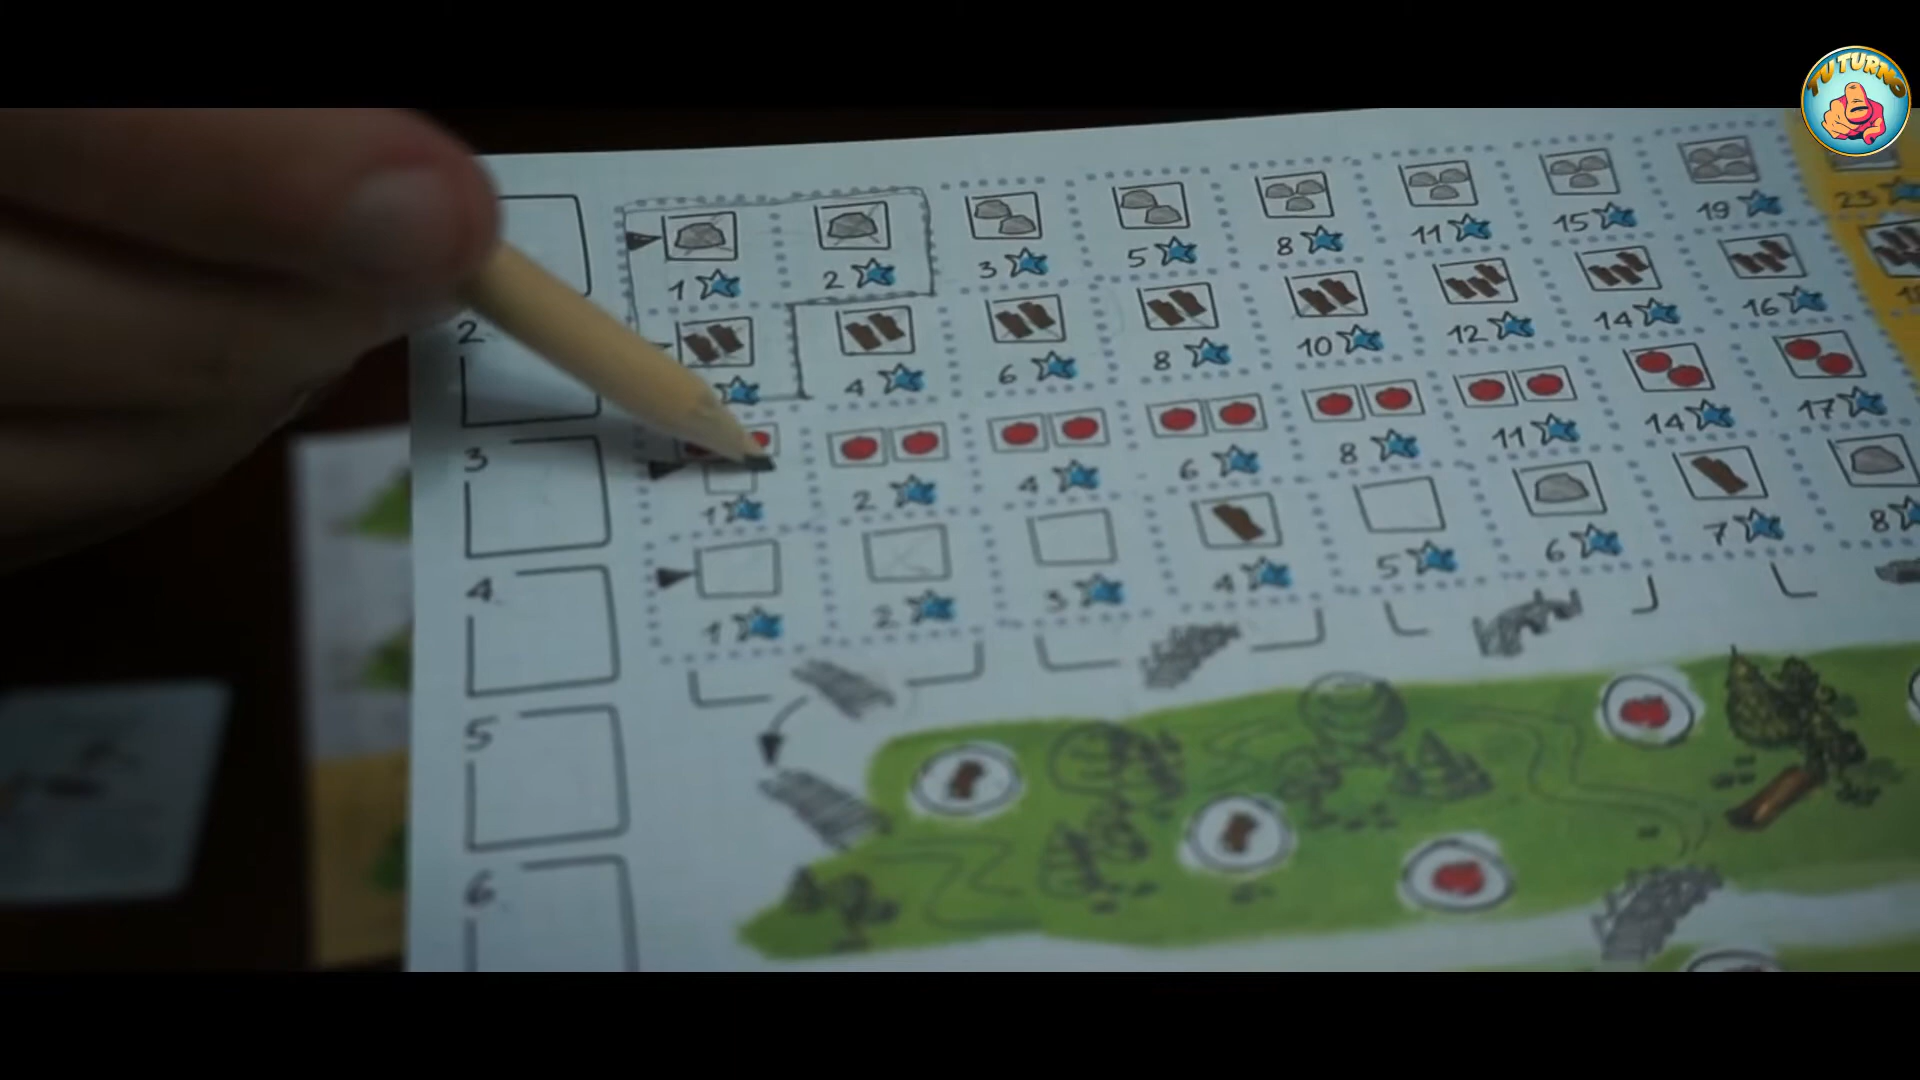 TU TURNO
1 2 3 5 8 11 15 19 23
2 4 6 8 10 12 14 16
3 1 2 4 6 8 11 14 17
4 1 2 3 4 5 6 7 8
5
6